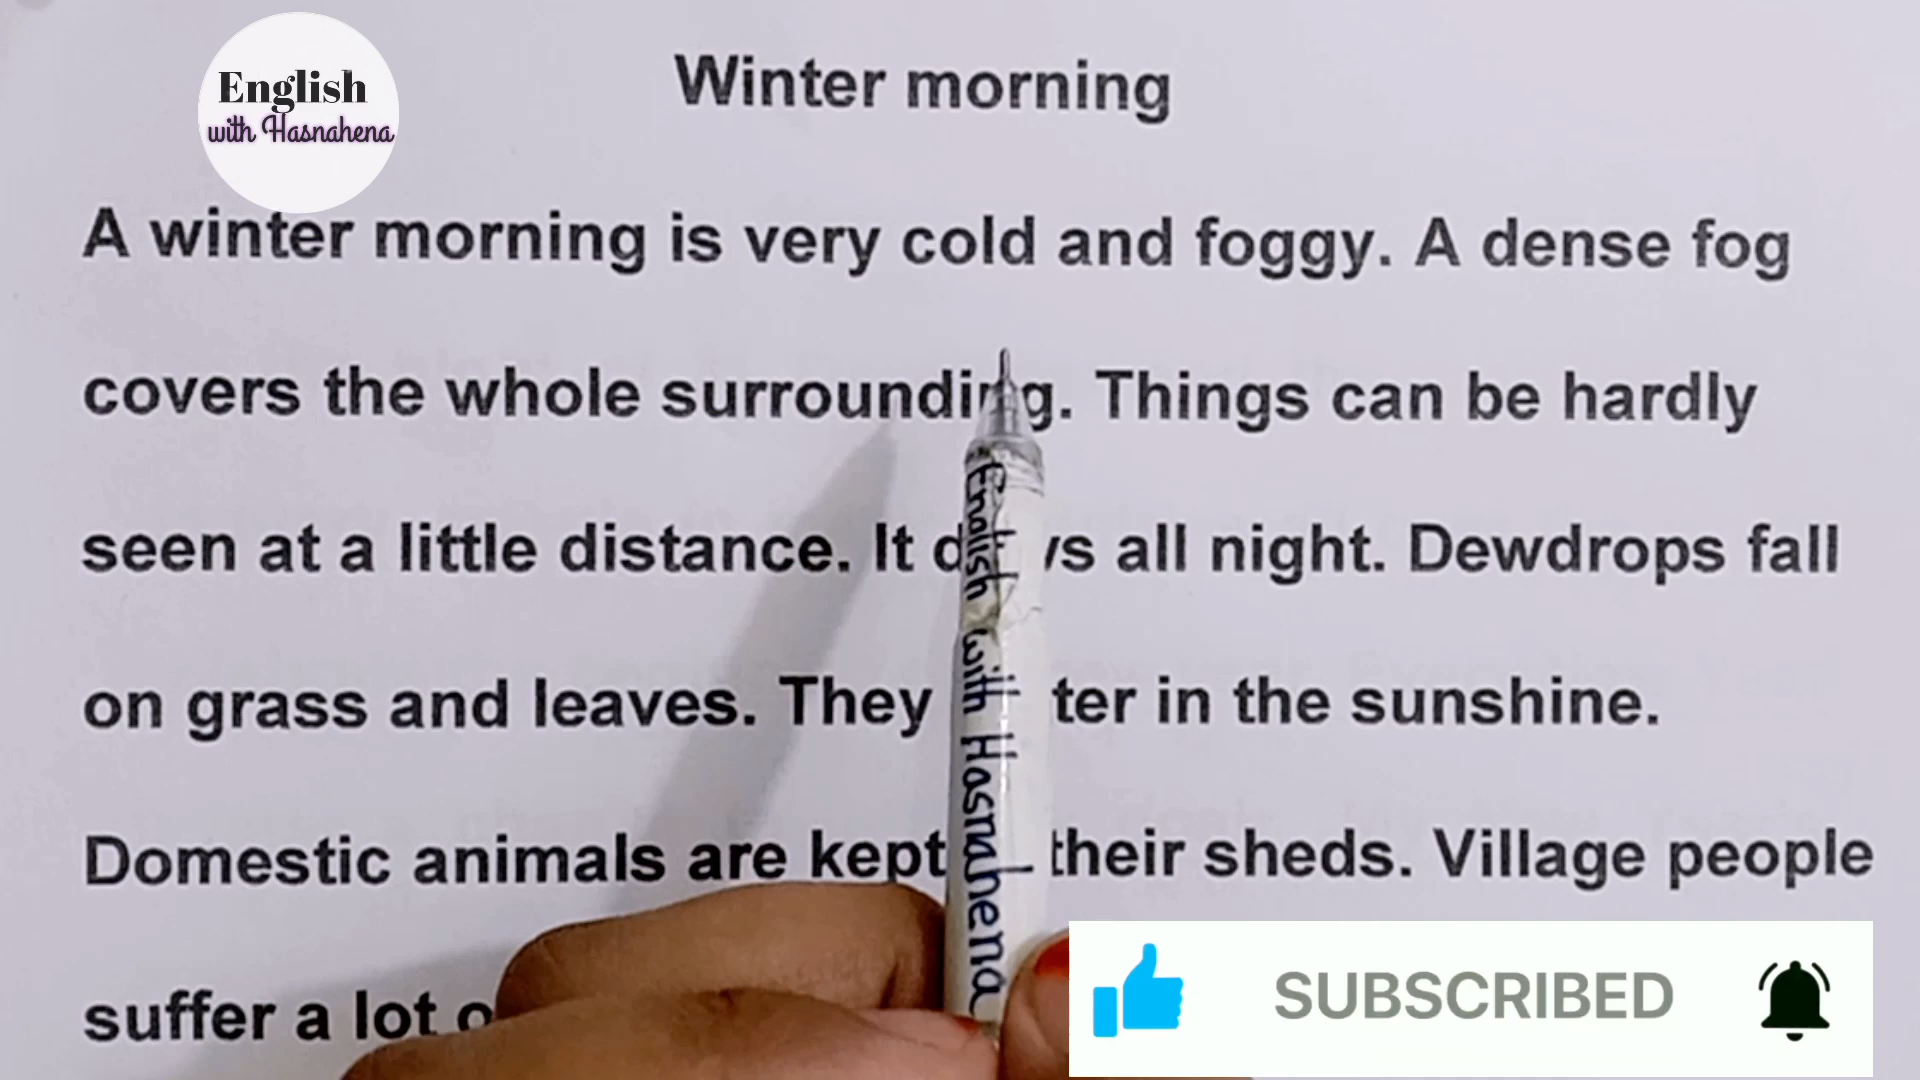 English
with Hasnahena
Winter morning
A winter morning is very cold and foggy. A dense fog
covers the whole surrounding. Things can be hardly
seen at a little distance. It all night. Dewdrops fall
on grass and leaves. They in the sunshine.
Domestic animals are kept their sheds. Village people
suffer a lot
English with Hasnahena
SUBSCRIBED